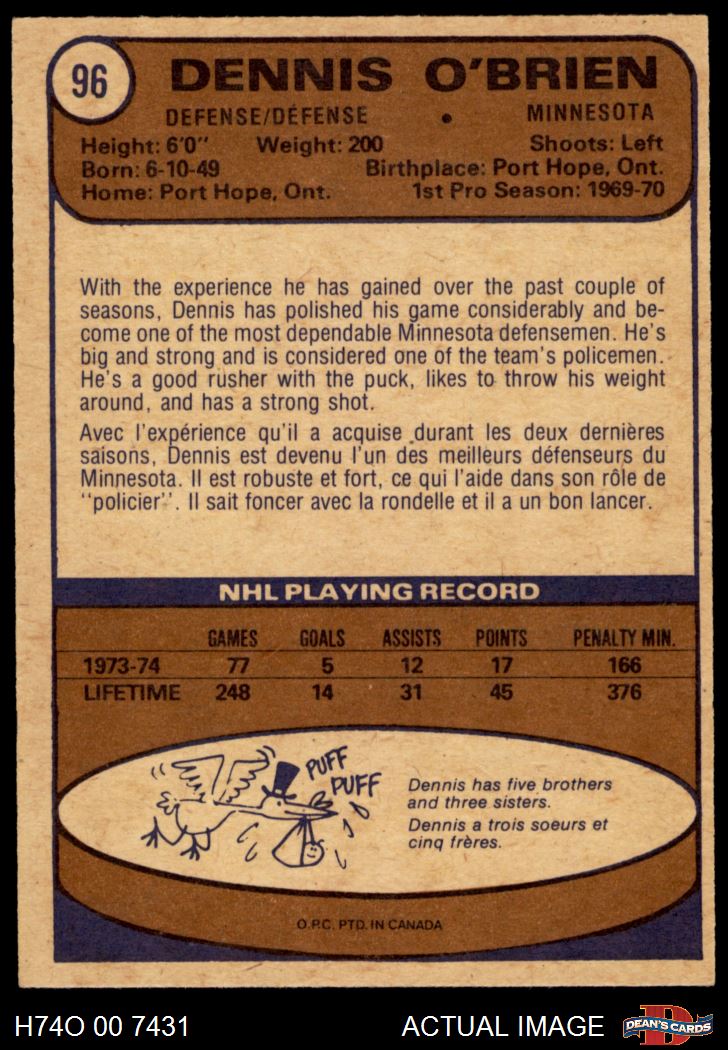 96
DENNIS O'BRIEN
DEFENSE/DÉFENSE • MINNESOTA
Height: 6'0" Weight: 200 Shoots: Left
Born: 6-10-49 Birthplace: Port Hope, Ont.
Home: Port Hope, Ont. 1st Pro Season: 1969-70
With the experience he has gained over the past couple of
seasons, Dennis has polished his game considerably and be-
come one of the most dependable Minnesota defensemen. He's
big and strong and is considered one of the team's policemen.
He's a good rusher with the puck, likes to throw his weight
around, and has a strong shot.
Avec l'expérience qu'il a acquise durant les deux dernières
saisons, Dennis est devenu l'un des meilleurs défenseurs du
Minnesota. Il est robuste et fort, ce qui l'aide dans son rôle de
"policier". Il sait foncer avec la rondelle et il a un bon lancer.
NHL PLAYING RECORD
GAMES GOALS ASSISTS POINTS PENALTY MIN.
1973-74 77 5 12 17 166
LIFETIME 248 14 31 45 376
PUFF
PUFF
Dennis has five brothers
and three sisters.
Dennis a trois soeurs et
cinq frères.
O.P.C. PTD. IN CANADA
H74O 00 7431 ACTUAL IMAGE
D
DEAN'S CARDS